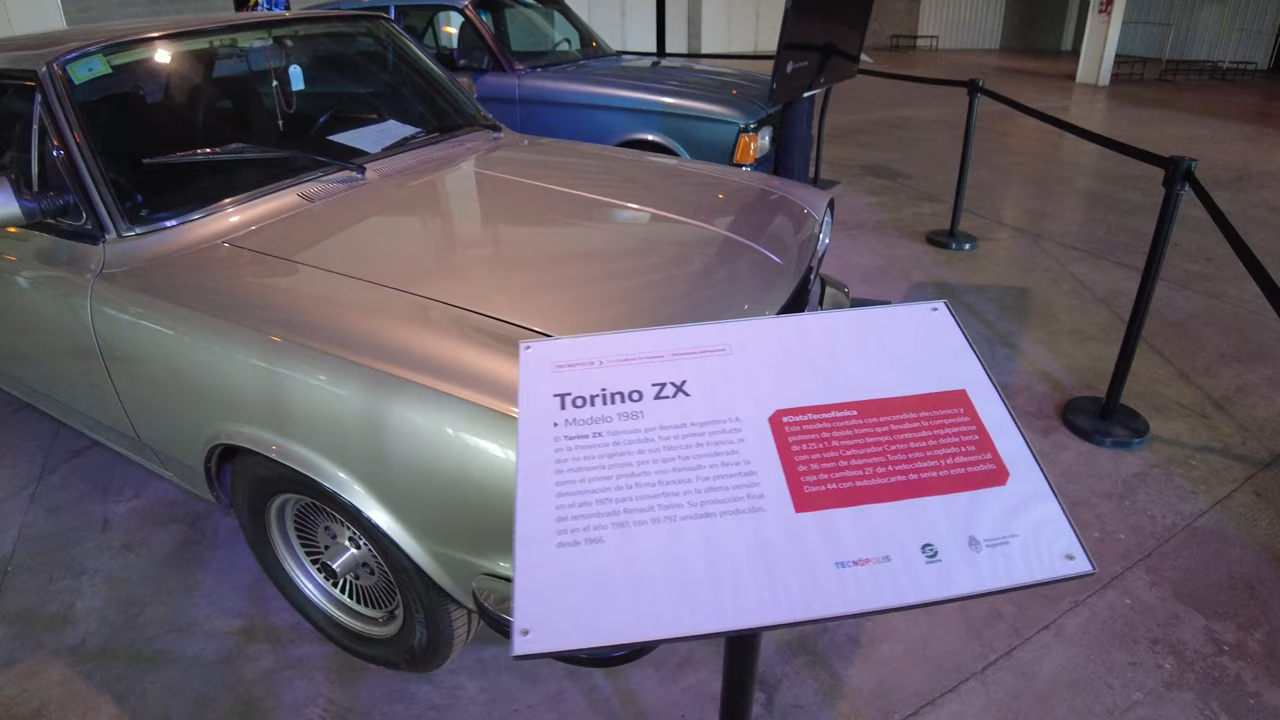 TECNÓPOLIS
Torino ZX
Modelo 1981
El Torino ZX, fabricado por Renault Argentina S.A.
en la Provincia de Córdoba, fue el primer producto
que no era originario de sus fábricas de Francia, ni
de matricería propia, por lo que fue considerado
como el primer producto «no-Renault» en llevar la
denominación de la firma francesa. Fue presentado
en el año 1979 para convertirse en la última versión
del renombrado Renault Torino. Su producción final-
izó en el año 1981, con 99.792 unidades producidas,
desde 1966.
#DataTecnofánica
Este modelo contaba con encendido electrónico y
pistones de doble lomo que llevaban la compresión
de 8.25 a 1. Al mismo tiempo, continuaba equipándose
con un solo Carburador Carter quia de doble boca
de 36 mm de diámetro. Todo esto acoplado a su
caja de cambios ZF de 4 velocidades y el diferencial
Dana 44 con autoblocante de serie en este modelo.
TECNÓPOLIS
Argentina